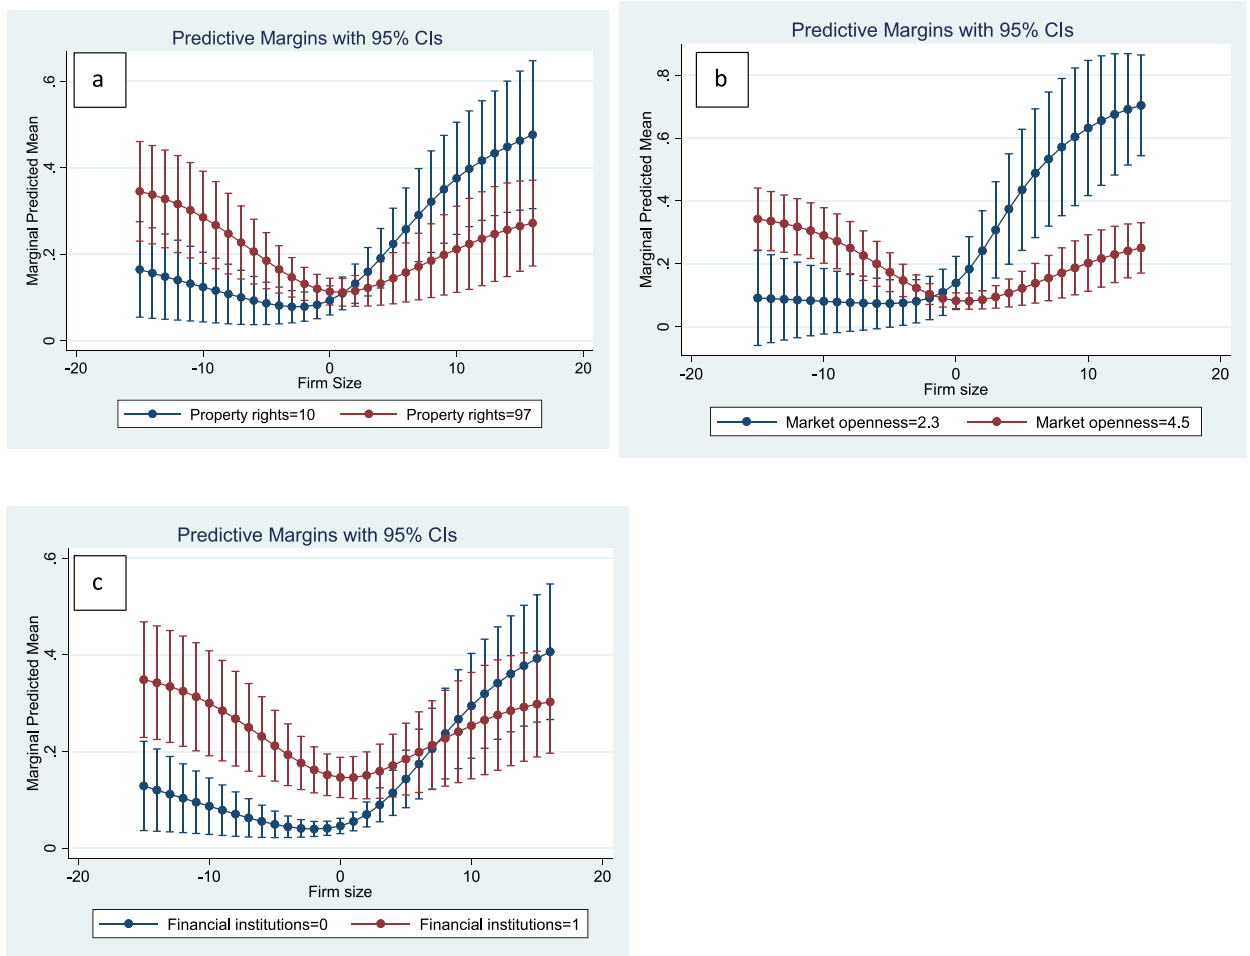 Predictive Margins with 95% CIs
a
Marginal Predicted Mean
.6
.4
.2
0
-20
-10
0
10
20
Firm Size
Property rights=10
Property rights=97
Predictive Margins with 95% CIs
b
Marginal Predicted Mean
.8
.6
.4
.2
0
-20
-10
0
10
20
Firm size
Market openness=2.3
Market openness=4.5
Predictive Margins with 95% CIs
c
Marginal Predicted Mean
.6
.4
.2
0
-20
-10
0
10
20
Firm size
Financial institutions=0
Financial institutions=1